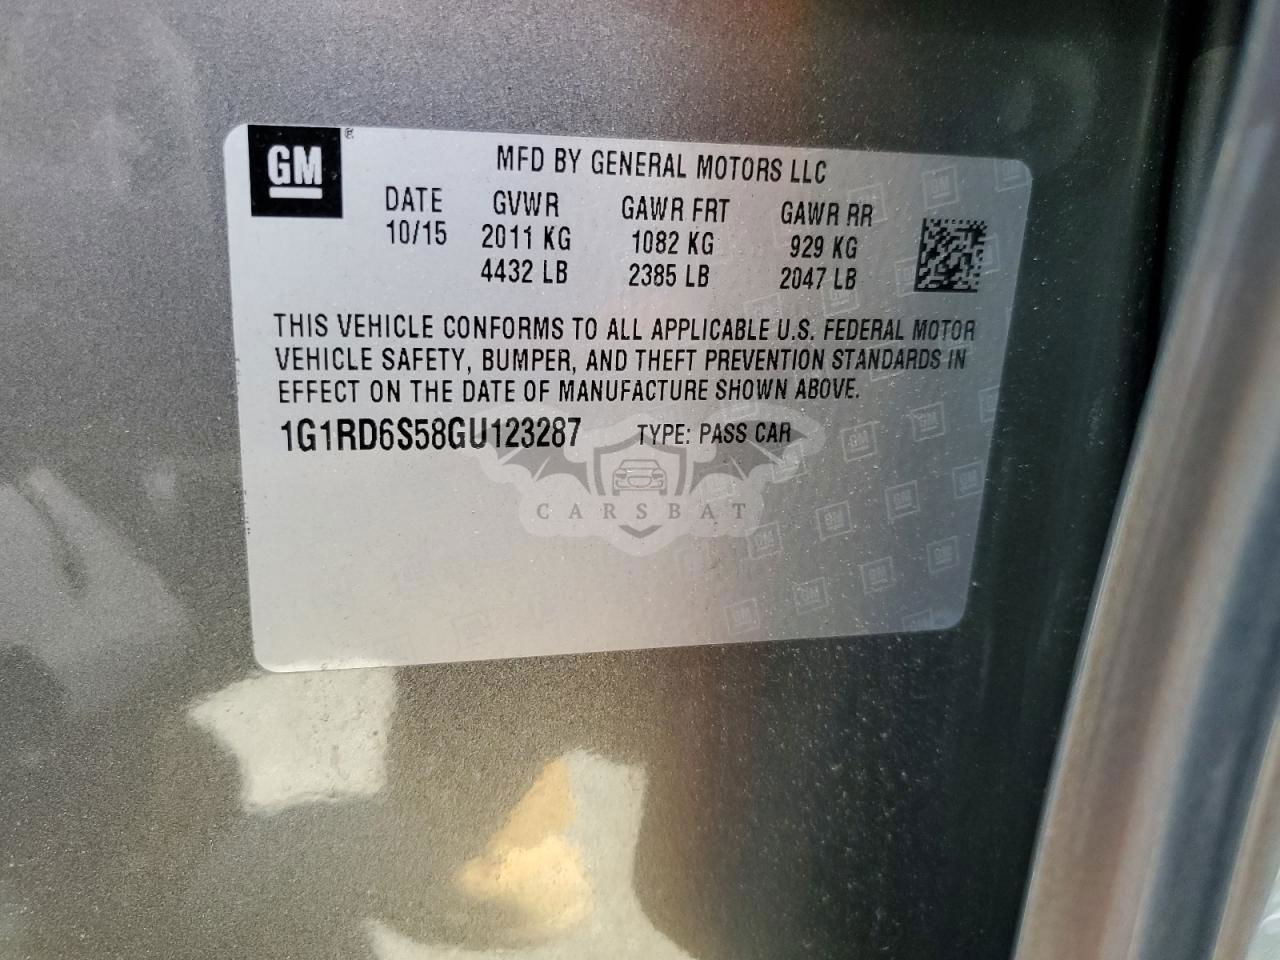 GM
MFD BY GENERAL MOTORS LLC
DATE GVWR GAWR FRT GAWR RR
10/15 2011 KG 1082 KG 929 KG
4432 LB 2385 LB 2047 LB
THIS VEHICLE CONFORMS TO ALL APPLICABLE U.S. FEDERAL MOTOR
VEHICLE SAFETY, BUMPER, AND THEFT PREVENTION STANDARDS IN
EFFECT ON THE DATE OF MANUFACTURE SHOWN ABOVE.
1G1RD6S58GU123287 TYPE: PASS CAR
CARSBAT